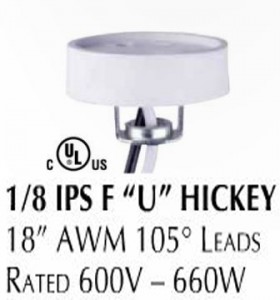 c UL US
1/8 IPS F “U” HICKEY
18” AWM 105° LEADS
RATED 600V – 660W